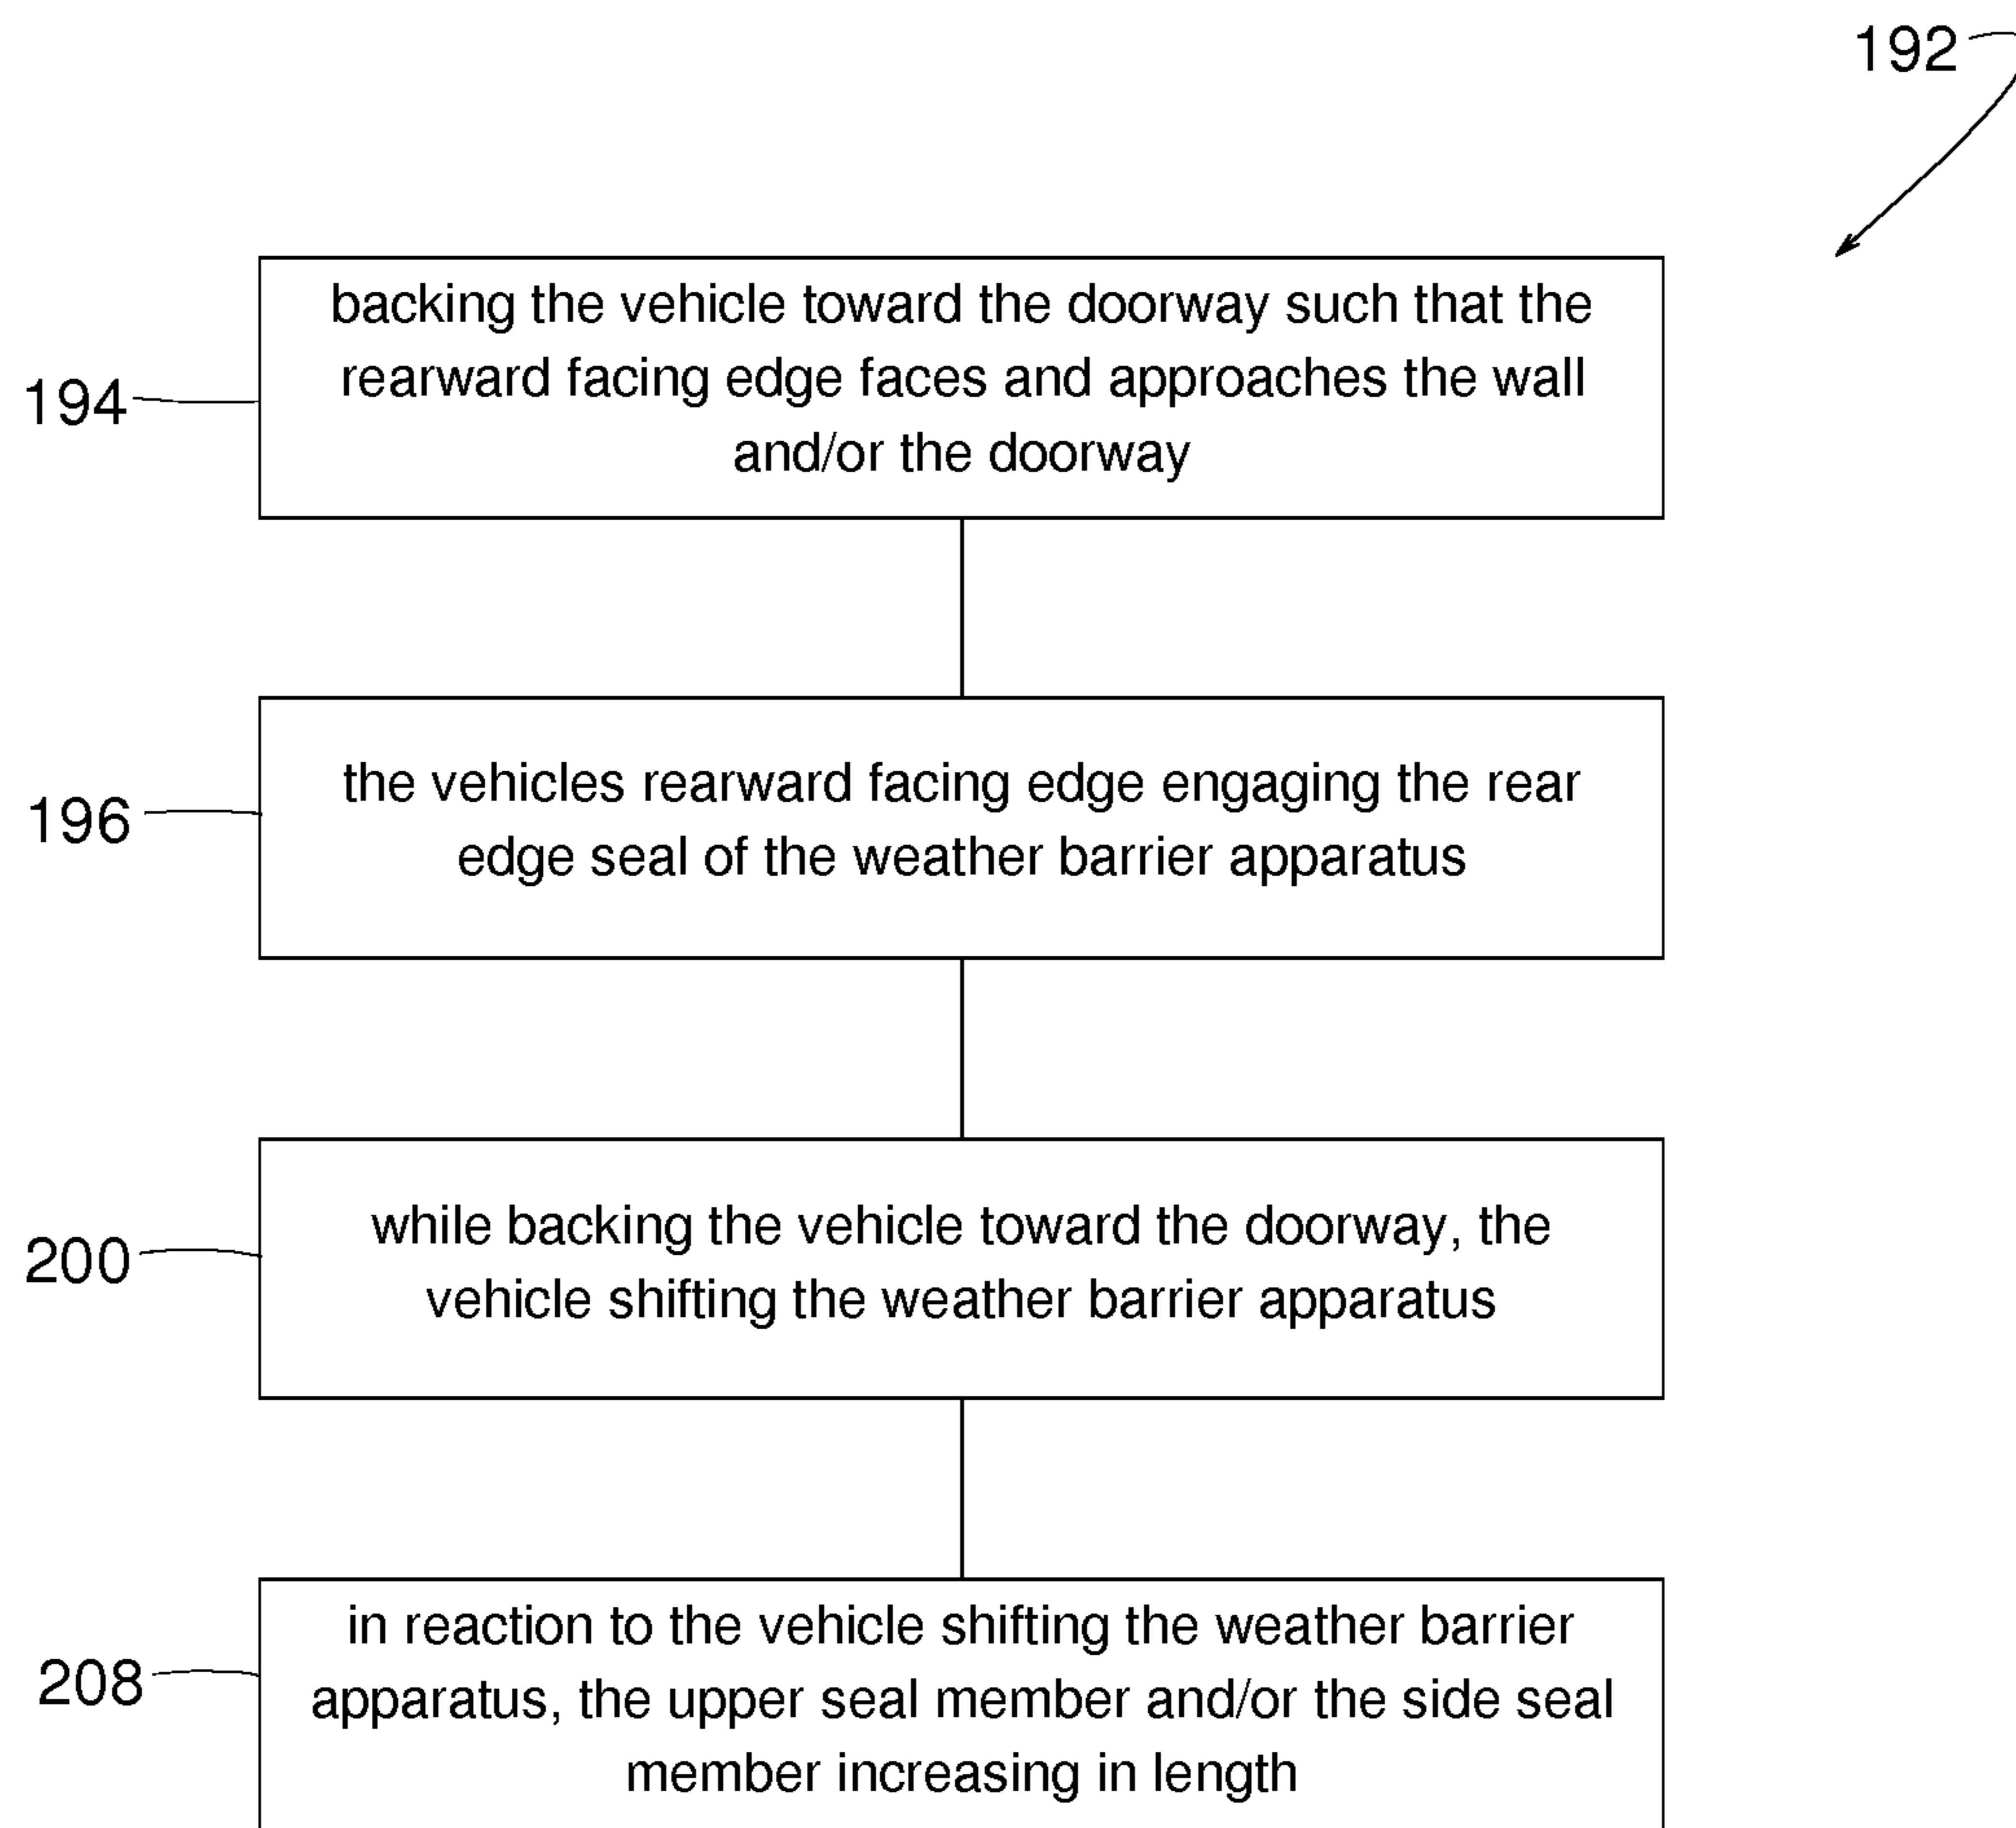 192
backing the vehicle toward the doorway such that the
rearward facing edge faces and approaches the wall
and/or the doorway
194
the vehicles rearward facing edge engaging the rear
edge seal of the weather barrier apparatus
196
while backing the vehicle toward the doorway, the
vehicle shifting the weather barrier apparatus
200
in reaction to the vehicle shifting the weather barrier
apparatus, the upper seal member and/or the side seal
member increasing in length
208